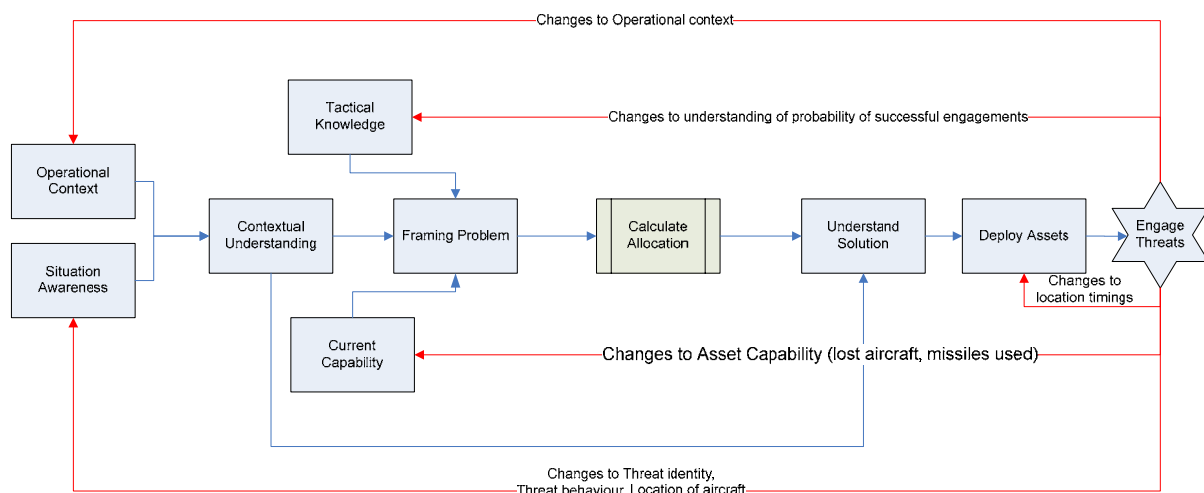 Changes to Operational context
Tactical
Knowledge
Changes to understanding of probability of successful engagements
Operational
Context
Contextual
Understanding
Framing Problem
Calculate
Allocation
Understand
Solution
Deploy Assets
Engage
Threats
Situation
Awareness
Changes to
location timings
Current
Capability
Changes to Asset Capability (lost aircraft, missiles used)
Changes to Threat identity,
Threat behaviour, Location of aircraft